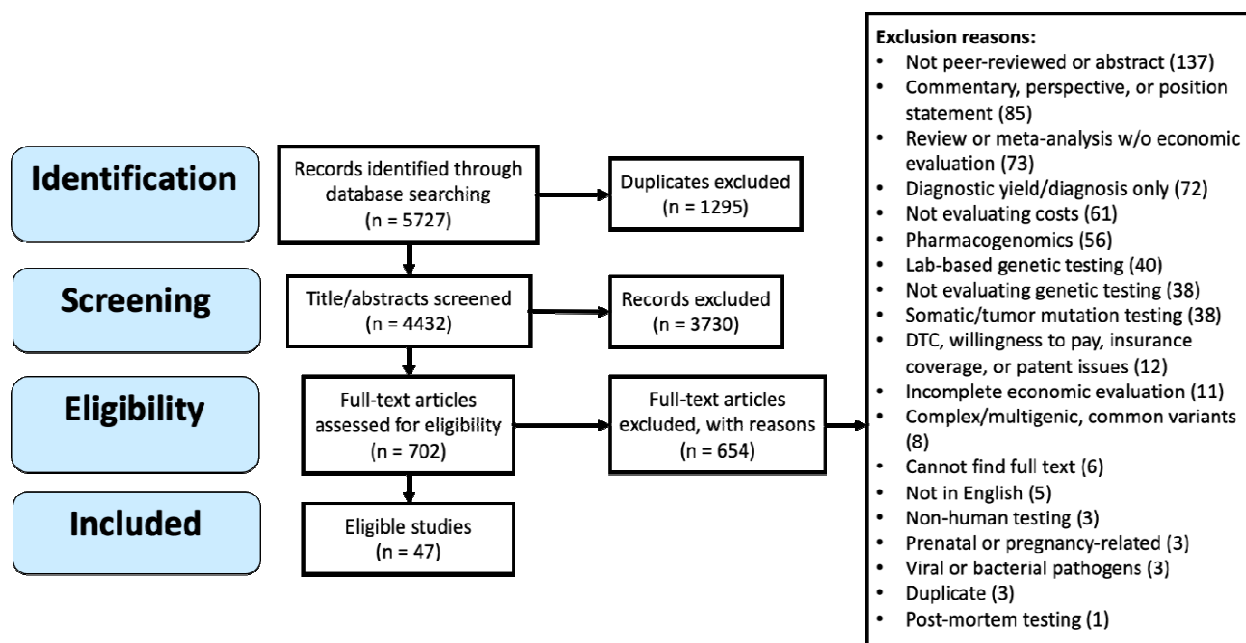 Identification
Records identified through
database searching
(n = 5727)
Duplicates excluded
(n = 1295)
Screening
Title/abstracts screened
(n = 4432)
Records excluded
(n = 3730)
Eligibility
Full-text articles
assessed for eligibility
(n = 702)
Full-text articles
excluded, with reasons
(n = 654)
Included
Eligible studies
(n = 47)
Exclusion reasons:
• Not peer-reviewed or abstract (137)
• Commentary, perspective, or position
statement (85)
• Review or meta-analysis w/o economic
evaluation (73)
• Diagnostic yield/diagnosis only (72)
• Not evaluating costs (61)
• Pharmacogenomics (56)
• Lab-based genetic testing (40)
• Not evaluating genetic testing (38)
• Somatic/tumor mutation testing (38)
• DTC, willingness to pay, insurance
coverage, or patent issues (12)
• Incomplete economic evaluation (11)
• Complex/multigenic, common variants
(8)
• Cannot find full text (6)
• Not in English (5)
• Non-human testing (3)
• Prenatal or pregnancy-related (3)
• Viral or bacterial pathogens (3)
• Duplicate (3)
• Post-mortem testing (1)